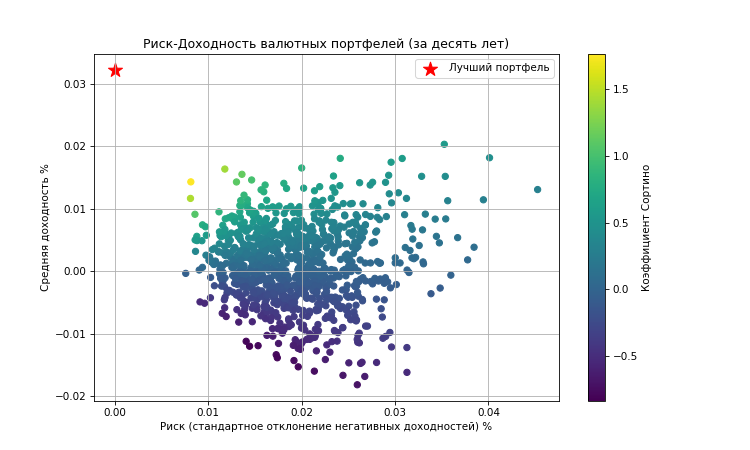 Риск-Доходность валютных портфелей (за десять лет)
Лучший портфель
Средняя доходность %
0.03
0.02
0.01
0.00
−0.01
−0.02
0.00 0.01 0.02 0.03 0.04
Риск (стандартное отклонение негативных доходностей) %
1.5
1.0
0.5
0.0
−0.5
Коэффициент Сортино